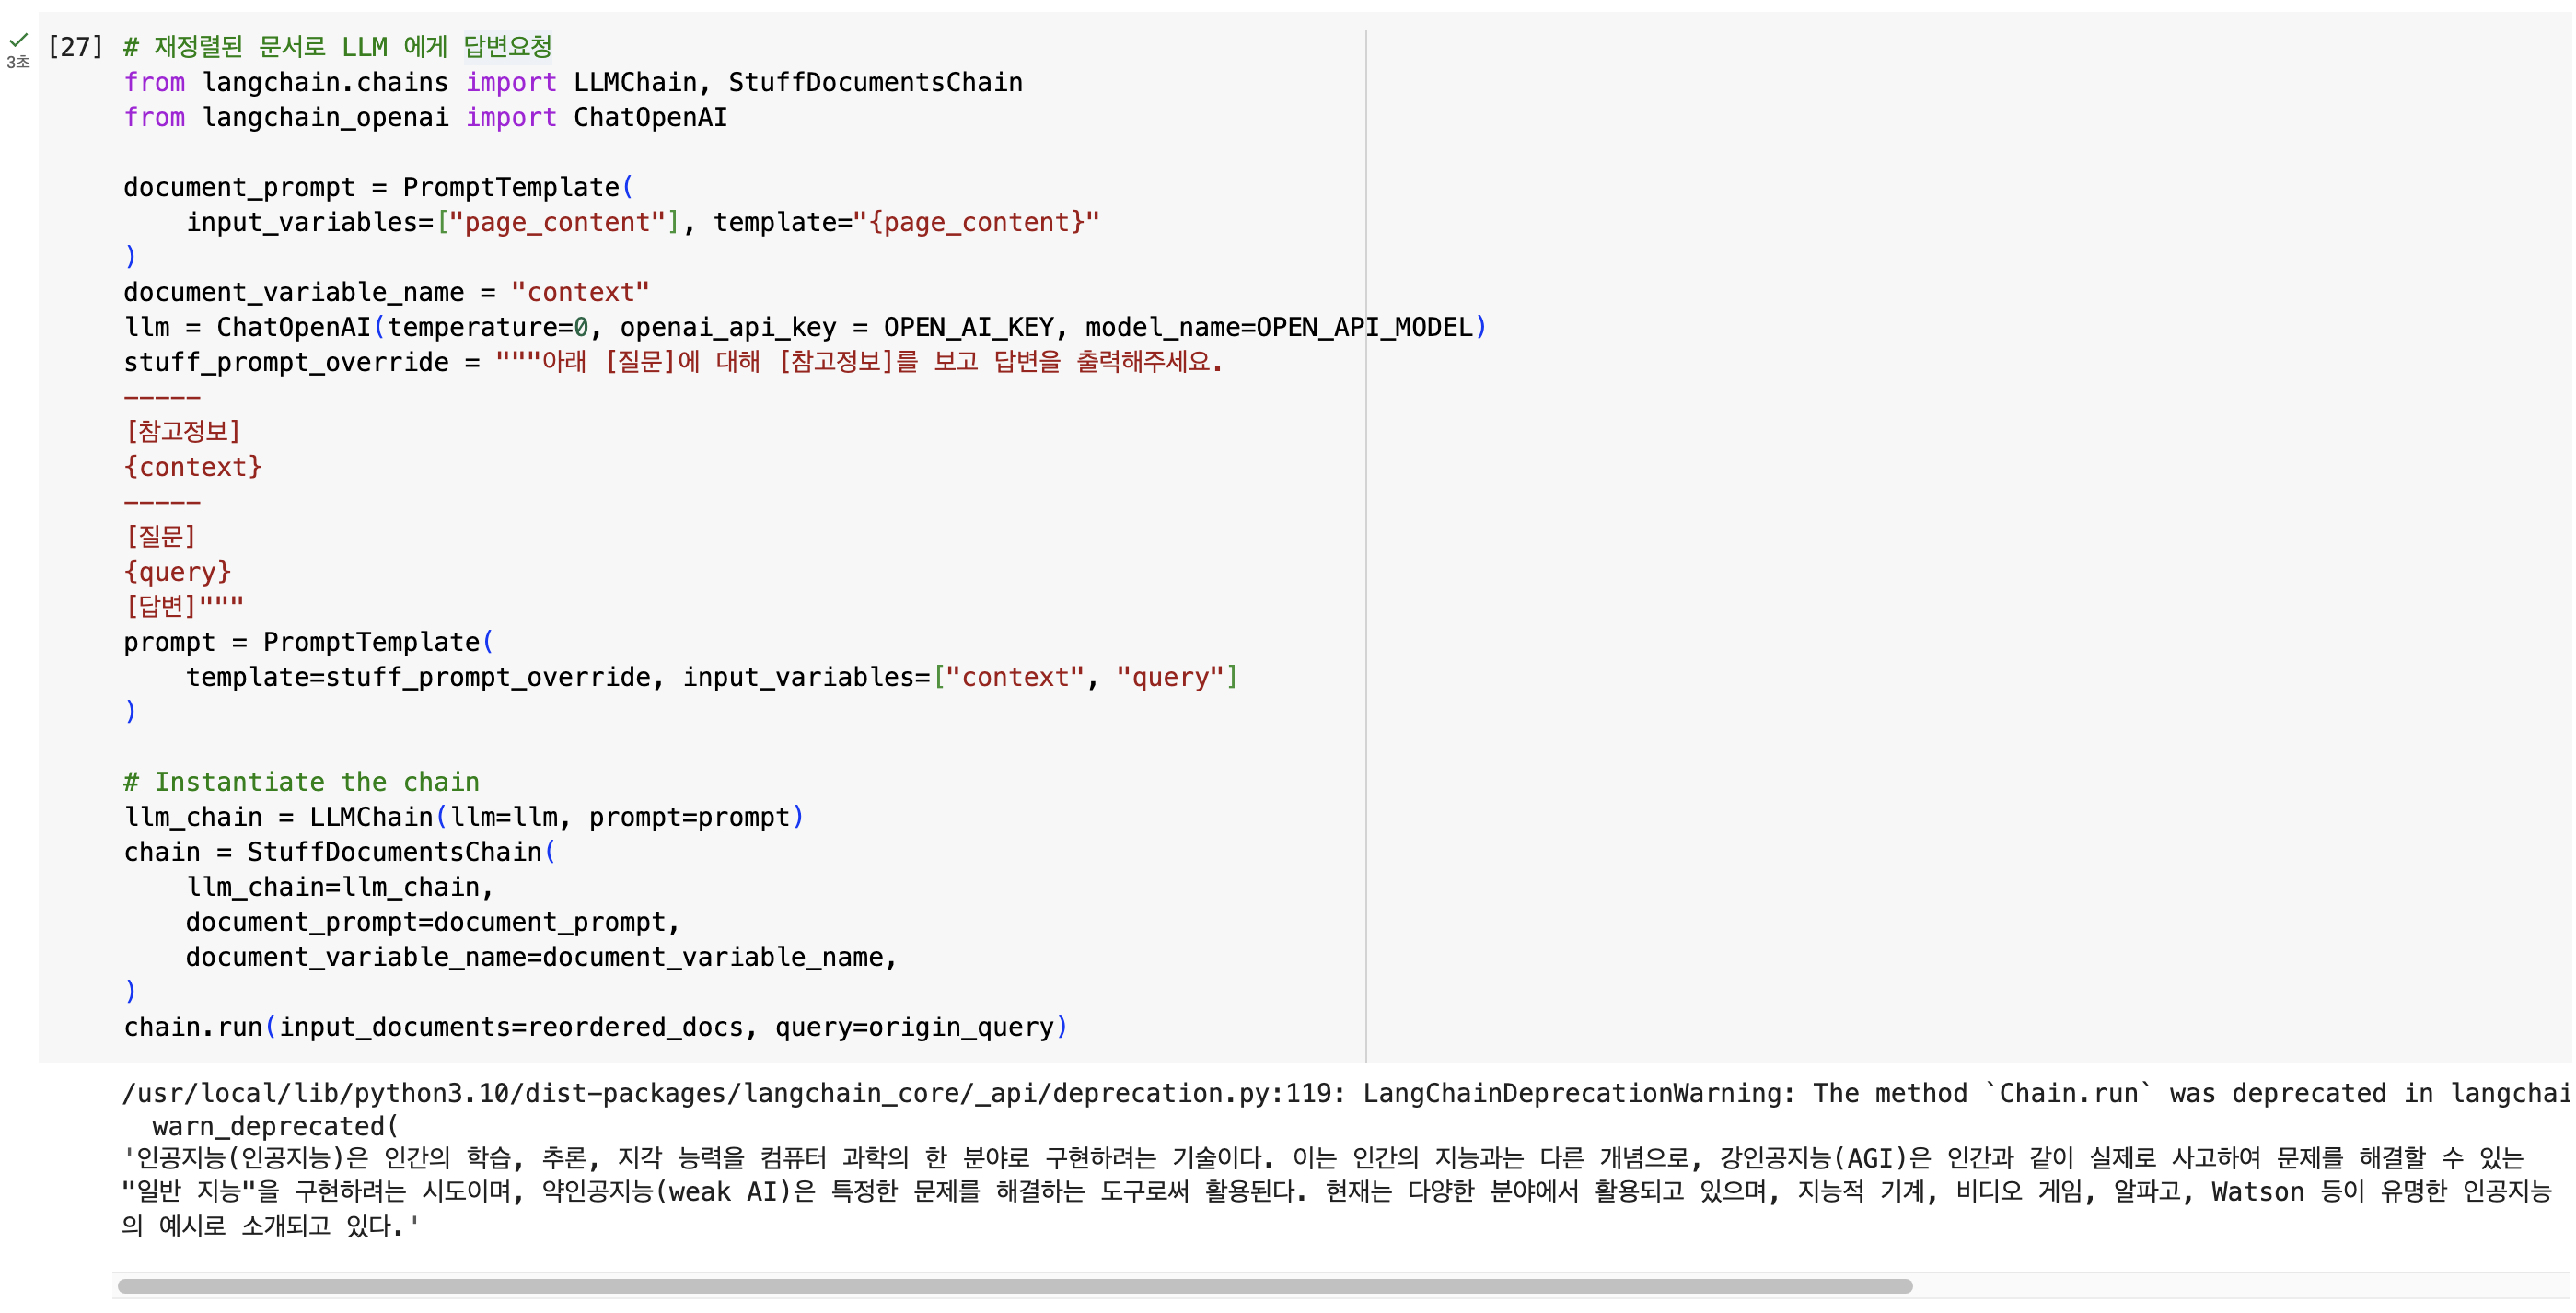 [27] # 재정렬된 문서로 LLM 에게 답변요청
3초
from langchain.chains import LLMChain, StuffDocumentsChain
from langchain_openai import ChatOpenAI
document_prompt = PromptTemplate(
    input_variables=["page_content"], template="{page_content}"
)
document_variable_name = "context"
llm = ChatOpenAI(temperature=0, openai_api_key = OPEN_AI_KEY, model_name=OPEN_API_MODEL)
stuff_prompt_override = """아래 [질문]에 대해 [참고정보]를 보고 답변을 출력해주세요.
-----
[참고정보]
{context}
-----
[질문]
{query}
[답변]"""
prompt = PromptTemplate(
    template=stuff_prompt_override, input_variables=["context", "query"]
)
# Instantiate the chain
llm_chain = LLMChain(llm=llm, prompt=prompt)
chain = StuffDocumentsChain(
    llm_chain=llm_chain,
    document_prompt=document_prompt,
    document_variable_name=document_variable_name,
)
chain.run(input_documents=reordered_docs, query=origin_query)
/usr/local/lib/python3.10/dist-packages/langchain_core/_api/deprecation.py:119: LangChainDeprecationWarning: The method `Chain.run` was deprecated in langchai
  warn_deprecated(
'인공지능(인공지능)은 인간의 학습, 추론, 지각 능력을 컴퓨터 과학의 한 분야로 구현하려는 기술이다. 이는 인간의 지능과는 다른 개념으로, 강인공지능(AGI)은 인간과 같이 실제로 사고하여 문제를 해결할 수 있는
"일반 지능"을 구현하려는 시도이며, 약인공지능(weak AI)은 특정한 문제를 해결하는 도구로써 활용된다. 현재는 다양한 분야에서 활용되고 있으며, 지능적 기계, 비디오 게임, 알파고, Watson 등이 유명한 인공지능
의 예시로 소개되고 있다.'